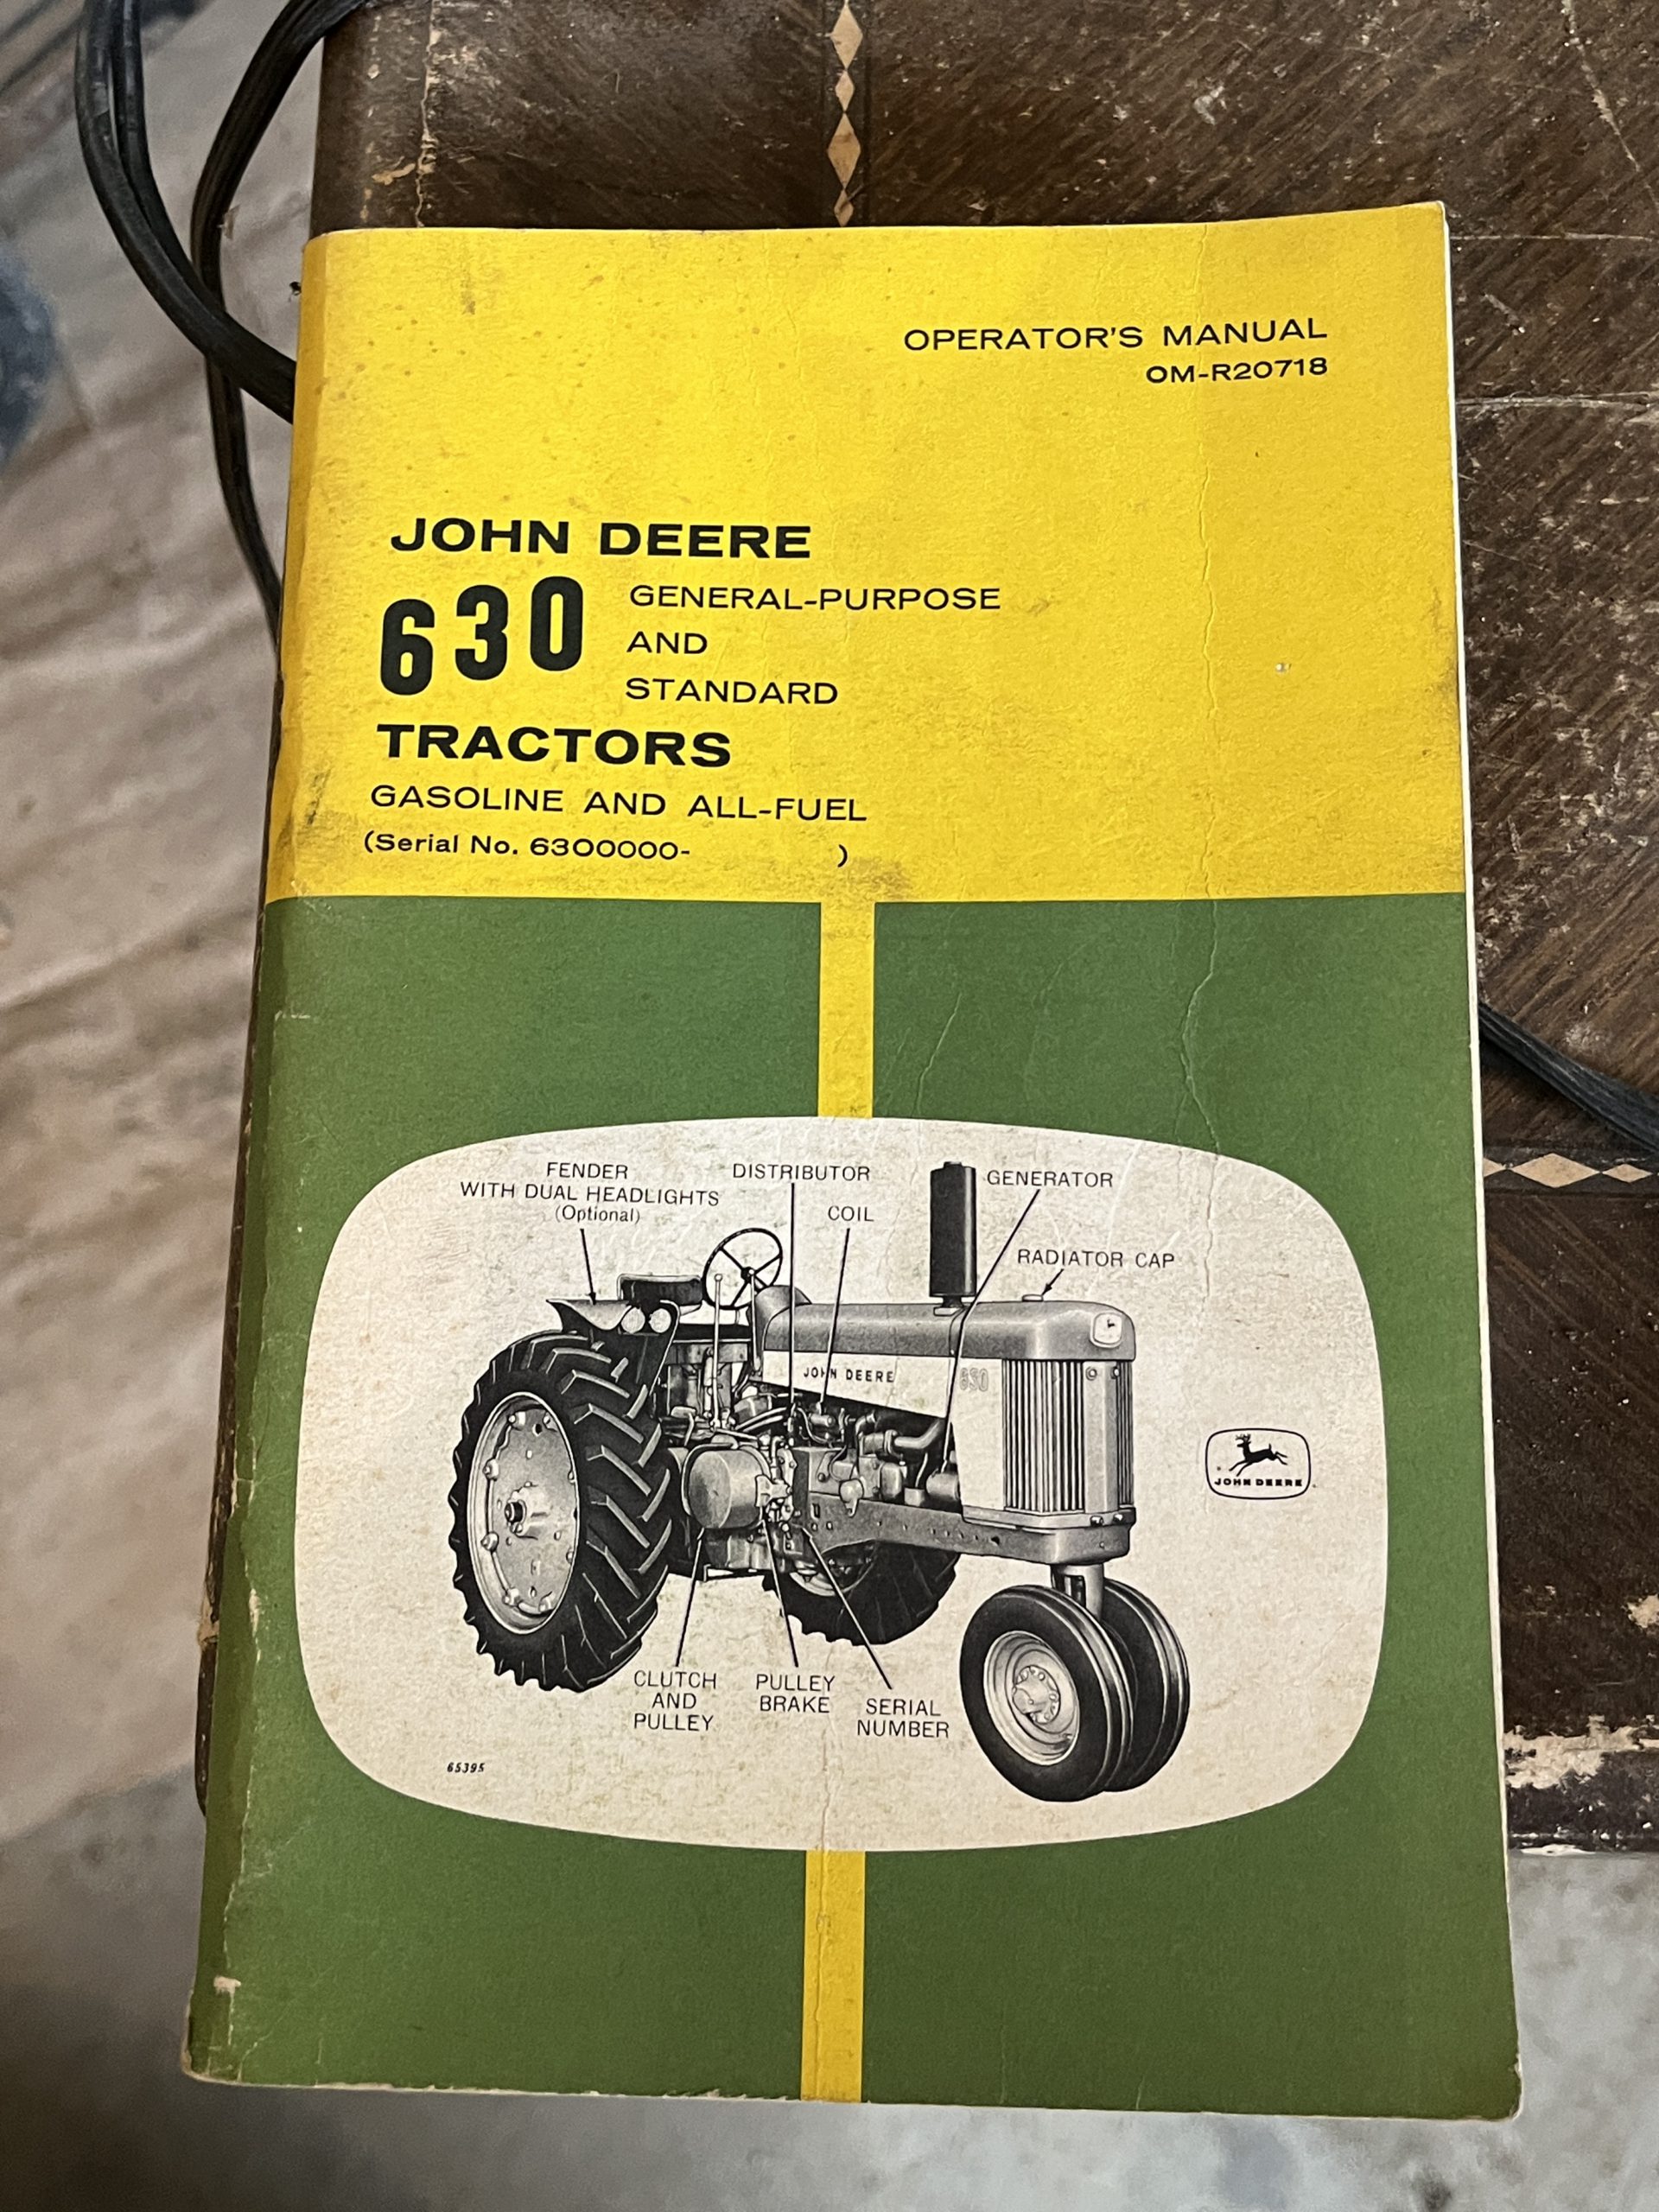 OPERATOR'S MANUAL
OM-R20718
JOHN DEERE
630 GENERAL-PURPOSE
AND
STANDARD
TRACTORS
GASOLINE AND ALL-FUEL
(Serial No. 6300000- )
FENDER
WITH DUAL HEADLIGHTS
(Optional)
DISTRIBUTOR
COIL
GENERATOR
RADIATOR CAP
JOHN DEERE
630
JOHN DEERE
CLUTCH
AND
PULLEY
PULLEY
BRAKE
SERIAL
NUMBER
65395